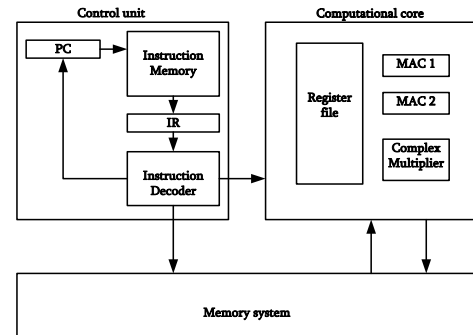 Control unit
Computational core
PC
Instruction
Memory
IR
Instruction
Decoder
Register
file
MAC 1
MAC 2
Complex
Multiplier
Memory system